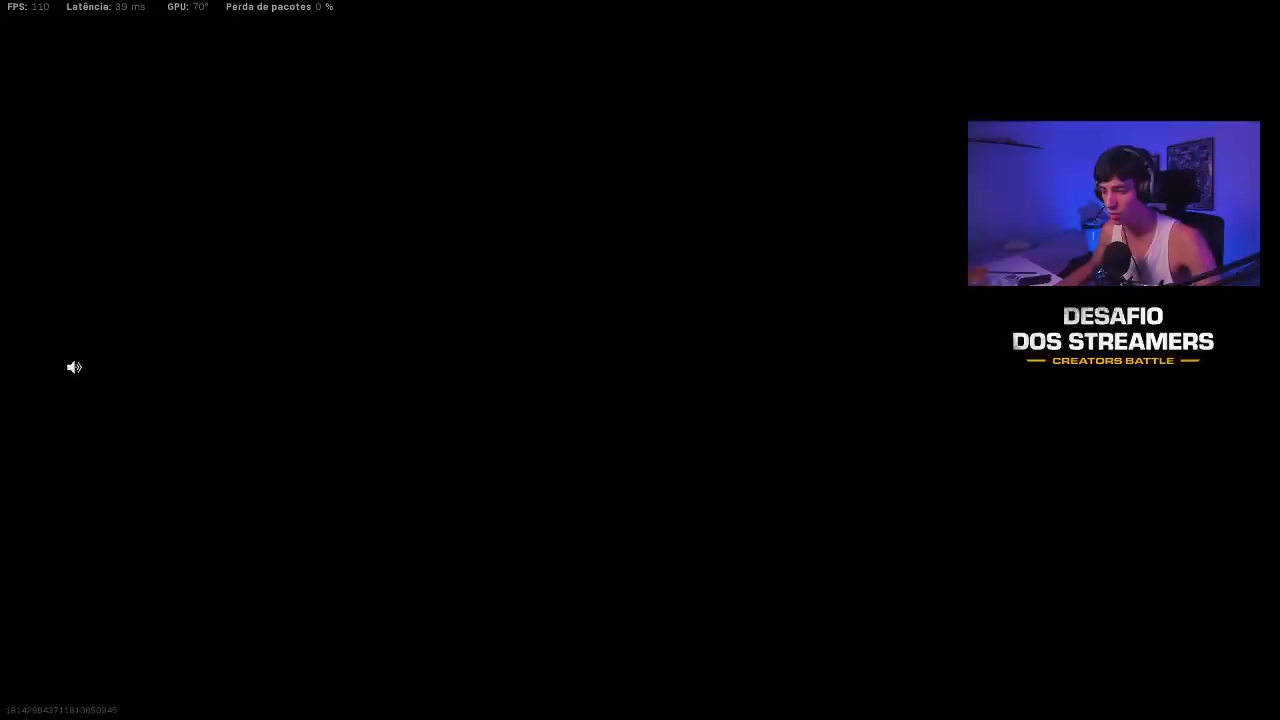 FPS: 110 Latência: 39 ms GPU: 70° Perda de pacotes 0 %
DESAFIO
DOS STREAMERS
CREATORS BATTLE